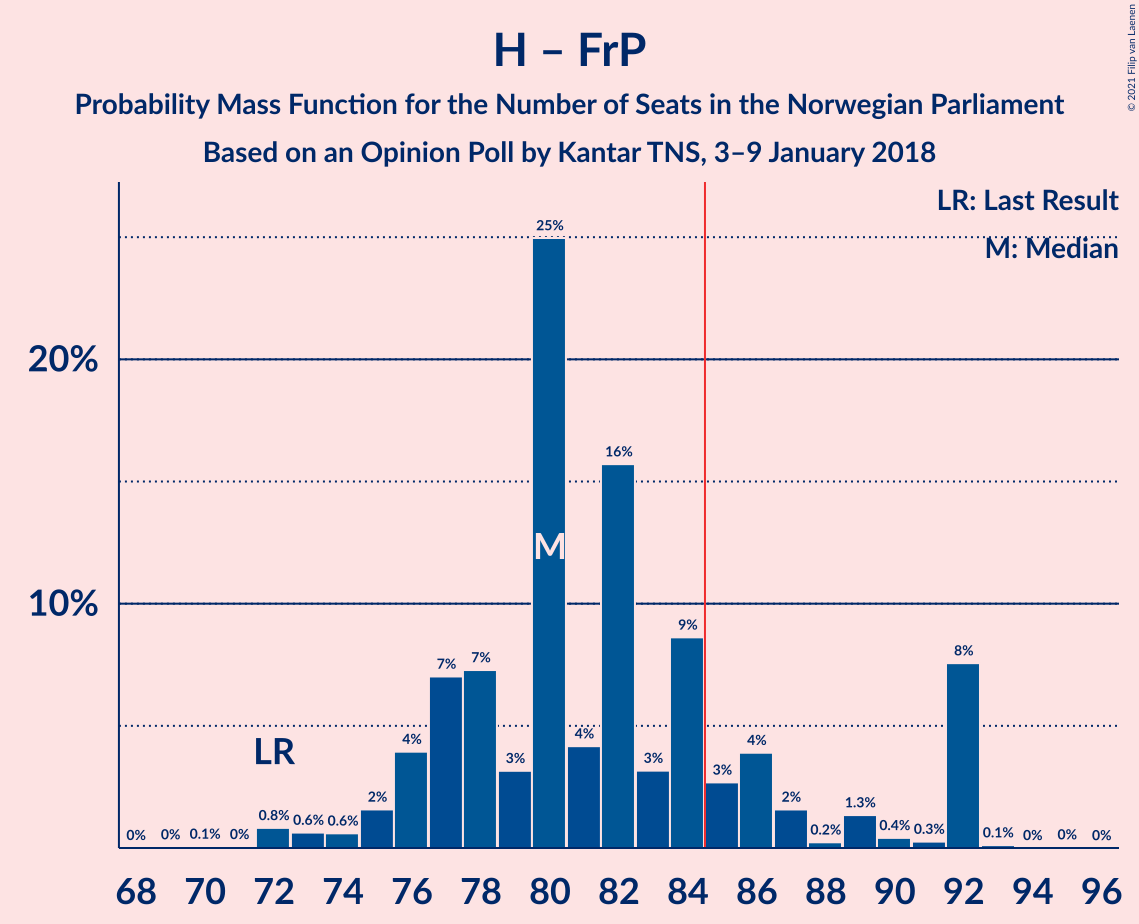 H – FrP
Probability Mass Function for the Number of Seats in the Norwegian Parliament
Based on an Opinion Poll by Kantar TNS, 3–9 January 2018
© 2021 Filip van Laenen
LR: Last Result
M: Median
20%
10%
0% 0% 0.1% 0% 0.8% 0.6% 0.6% 2% 4% 7% 7% 3% 25% 4% 16% 3% 9% 3% 4% 2% 0.2% 1.3% 0.4% 0.3% 8% 0.1% 0% 0% 0%
LR
M
68 70 72 74 76 78 80 82 84 86 88 90 92 94 96